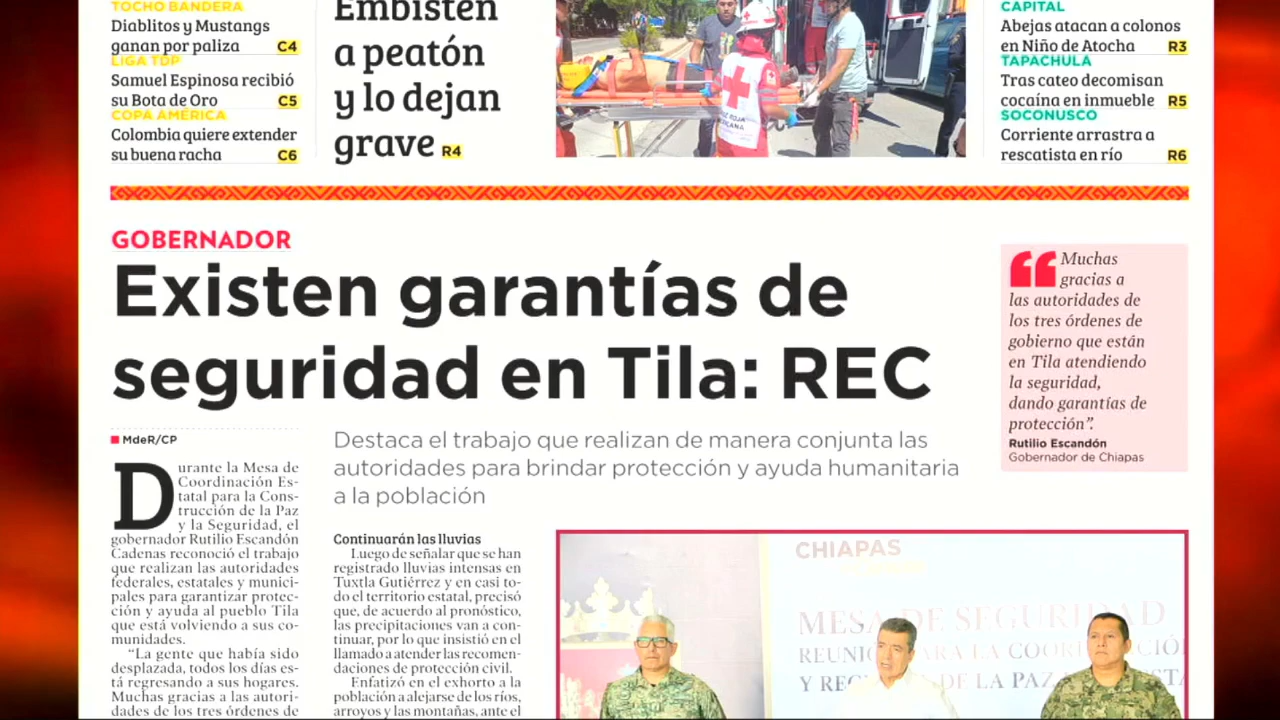 TOCHO BANDERA
Diablitos y Mustangs
ganan por paliza C4
LIGA TDP
Samuel Espinosa recibió
su Bota de Oro C5
COPA AMÉRICA
Colombia quiere extender
su buena racha C6
Embisten
a peatón
y lo dejan
grave R4
CAPITAL
Abejas atacan a colonos
en Niño de Atocha R3
TAPACHULA
Tras cateo decomisan
cocaína en inmueble R5
SOCONUSCO
Corriente arrastra a
rescatista en río R6
GOBERNADOR
Existen garantías de
seguridad en Tila: REC
Muchas
gracias a
las autoridades de
los tres órdenes de
gobierno que están
en Tila atendiendo
la seguridad,
dando garantías de
protección”.
Rutilio Escandón
Gobernador de Chiapas
MdeR/CP
Destaca el trabajo que realizan de manera conjunta las
autoridades para brindar protección y ayuda humanitaria
a la población
Durante la Mesa de
Coordinación Es-
tatal para la Cons-
trucción de la Paz
y la Seguridad, el
gobernador Rutilio Escandón
Cadenas reconoció el trabajo
que realizan las autoridades
federales, estatales y munici-
pales para garantizar protec-
ción y ayuda al pueblo Tila
que está volviendo a sus co-
munidades.
“La gente que había sido
desplazada, todos los días es-
tá regresando a sus hogares.
Muchas gracias a las autori-
dades de los tres órdenes de
Continuarán las lluvias
Luego de señalar que se han
registrado lluvias intensas en
Tuxtla Gutiérrez y en casi to-
do el territorio estatal, precisó
que, de acuerdo al pronóstico,
las precipitaciones van a con-
tinuar, por lo que insistió en el
llamado a atender las recomen-
daciones de protección civil.
Enfatizó en el exhorto a la
población a alejarse de los ríos,
arroyos y las montañas, ante el
CHIAPAS
MESA DE SEGURIDAD